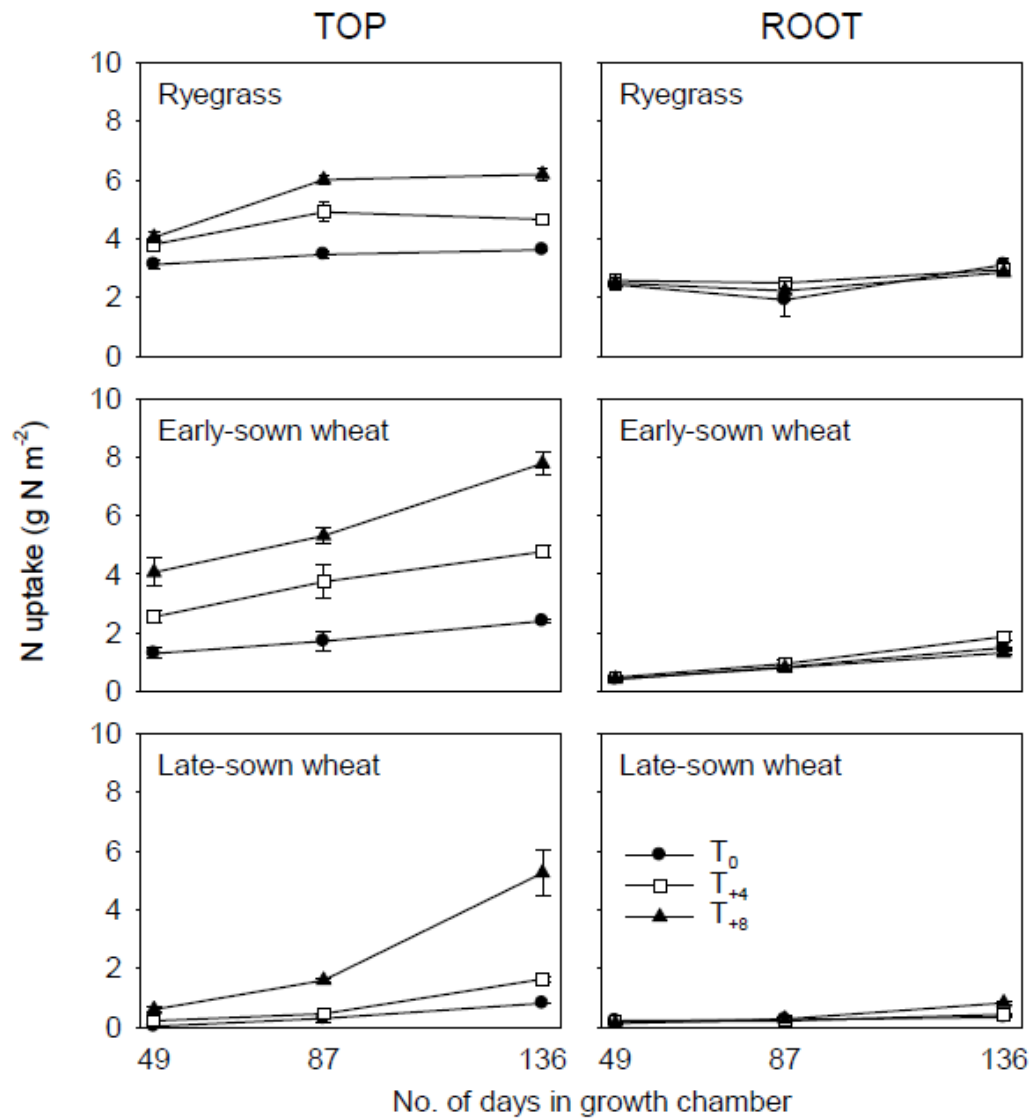 TOP
ROOT
10
8
6
4
2
0
Ryegrass
Ryegrass
10
8
6
4
2
0
Early-sown wheat
Early-sown wheat
10
8
6
4
2
0
Late-sown wheat
Late-sown wheat
T0
T+4
T+8
49 87 136
49 87 136
No. of days in growth chamber
N uptake (g N m-2)